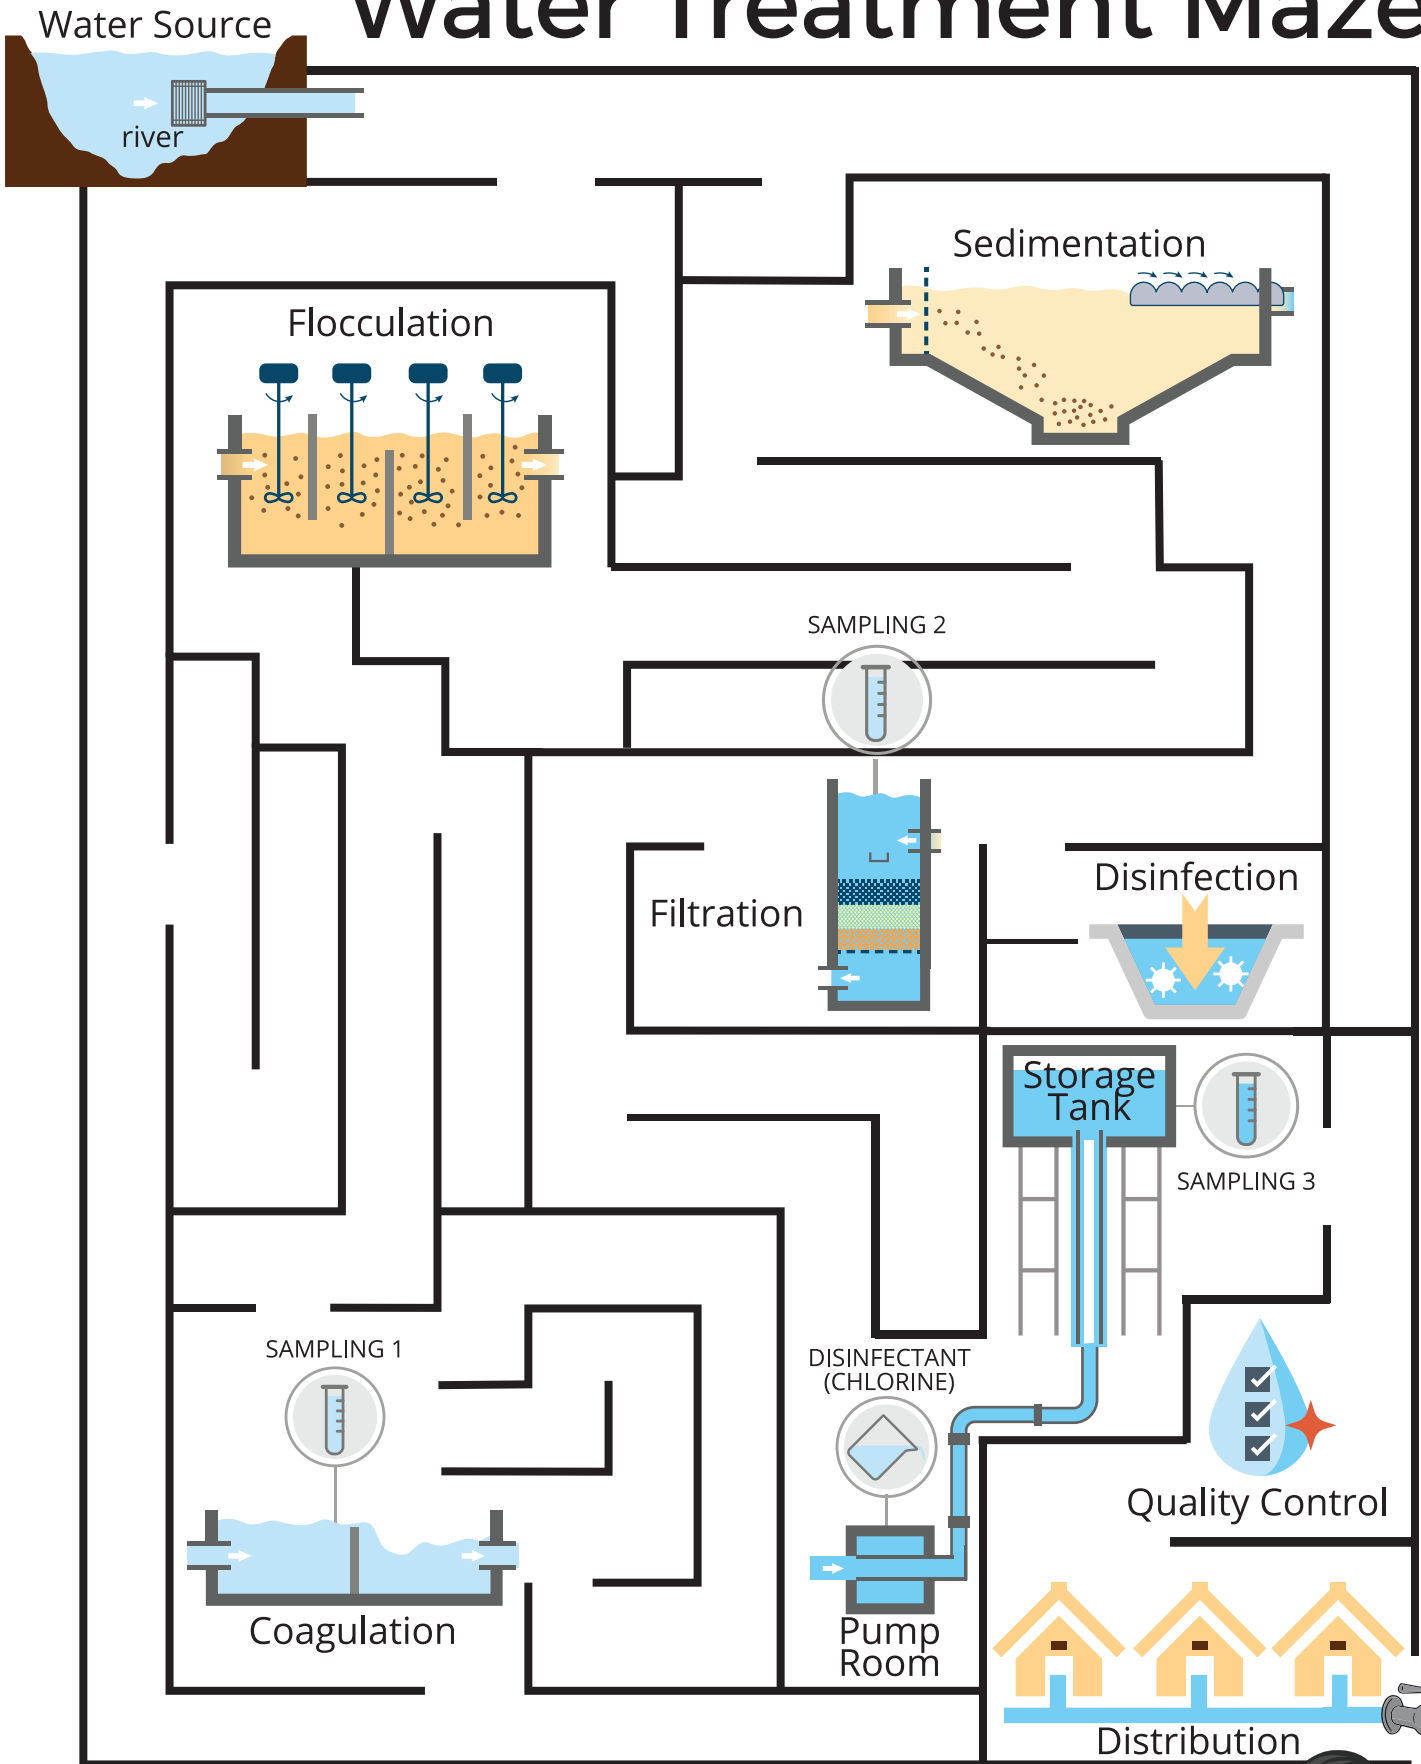 Water Treatment Maze
Water Source
river
Sedimentation
Flocculation
SAMPLING 2
Filtration
Disinfection
Storage
Tank
SAMPLING 3
SAMPLING 1
DISINFECTANT
(CHLORINE)
Quality Control
Coagulation
Pump
Room
Distribution